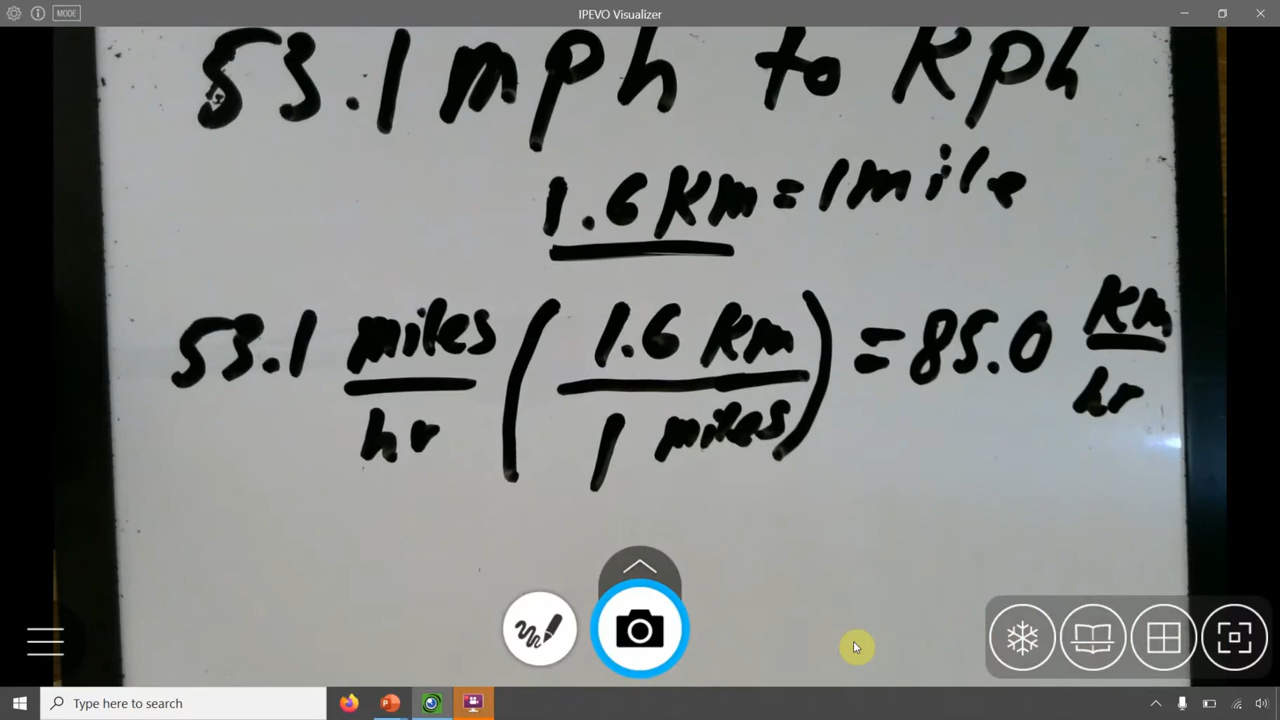 IPEVO Visualizer
MODE
53.1 mph to Kph
1.6 Km = 1 mile
53.1 miles/hr ( 1.6 Km / 1 miles ) = 85.0 Km/hr
Type here to search